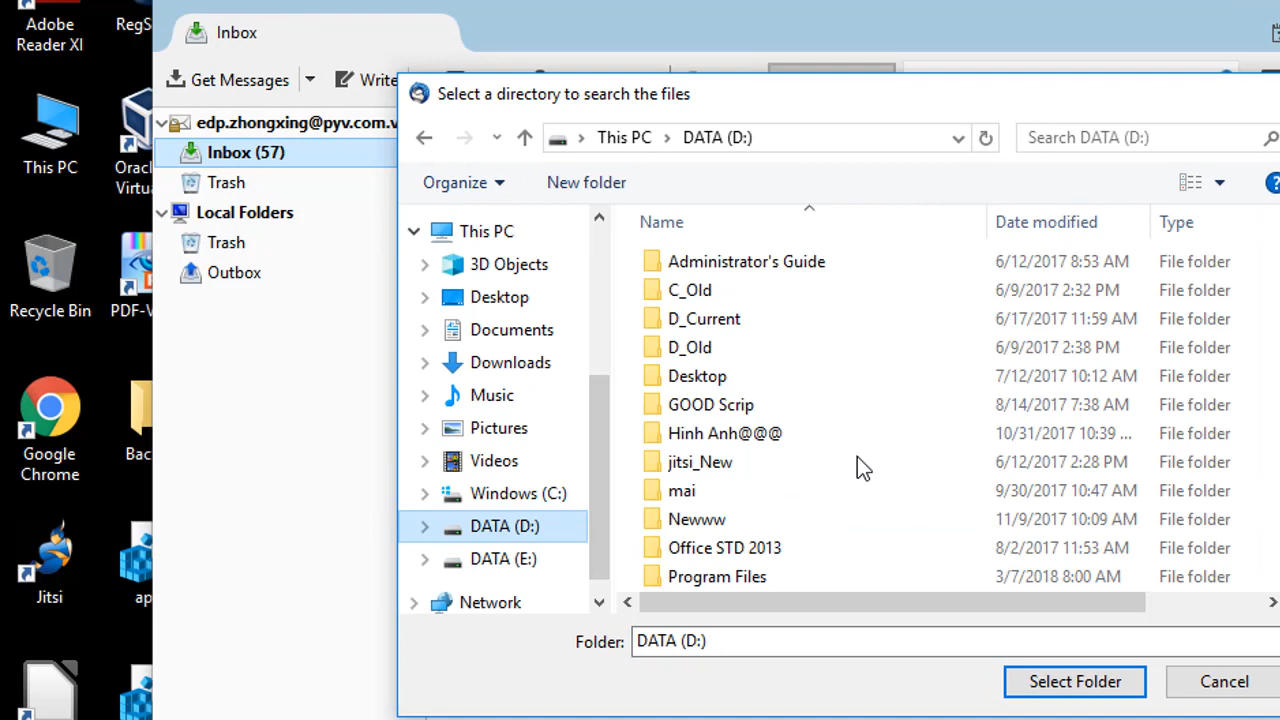 Adobe
Reader XI
RegS
This PC
Orac
Virtu
Recycle Bin
PDF-V
Google
Chrome
Bac
Jitsi
ap
Inbox
Get Messages
Write
edp.zhongxing@pyv.com.v
Inbox (57)
Trash
Local Folders
Trash
Outbox
Select a directory to search the files
This PC > DATA (D:)
Search DATA (D:)
Organize
New folder
This PC
3D Objects
Desktop
Documents
Downloads
Music
Pictures
Videos
Windows (C:)
DATA (D:)
DATA (E:)
Network
Name Date modified Type
Administrator's Guide 6/12/2017 8:53 AM File folder
C_Old 6/9/2017 2:32 PM File folder
D_Current 6/17/2017 11:59 AM File folder
D_Old 6/9/2017 2:38 PM File folder
Desktop 7/12/2017 10:12 AM File folder
GOOD Scrip 8/14/2017 7:38 AM File folder
Hinh Anh@@@ 10/31/2017 10:39 ... File folder
jitsi_New 6/12/2017 2:28 PM File folder
mai 9/30/2017 10:47 AM File folder
Newww 11/9/2017 10:09 AM File folder
Office STD 2013 8/2/2017 11:53 AM File folder
Program Files 3/7/2018 8:00 AM File folder
Folder: DATA (D:)
Select Folder
Cancel